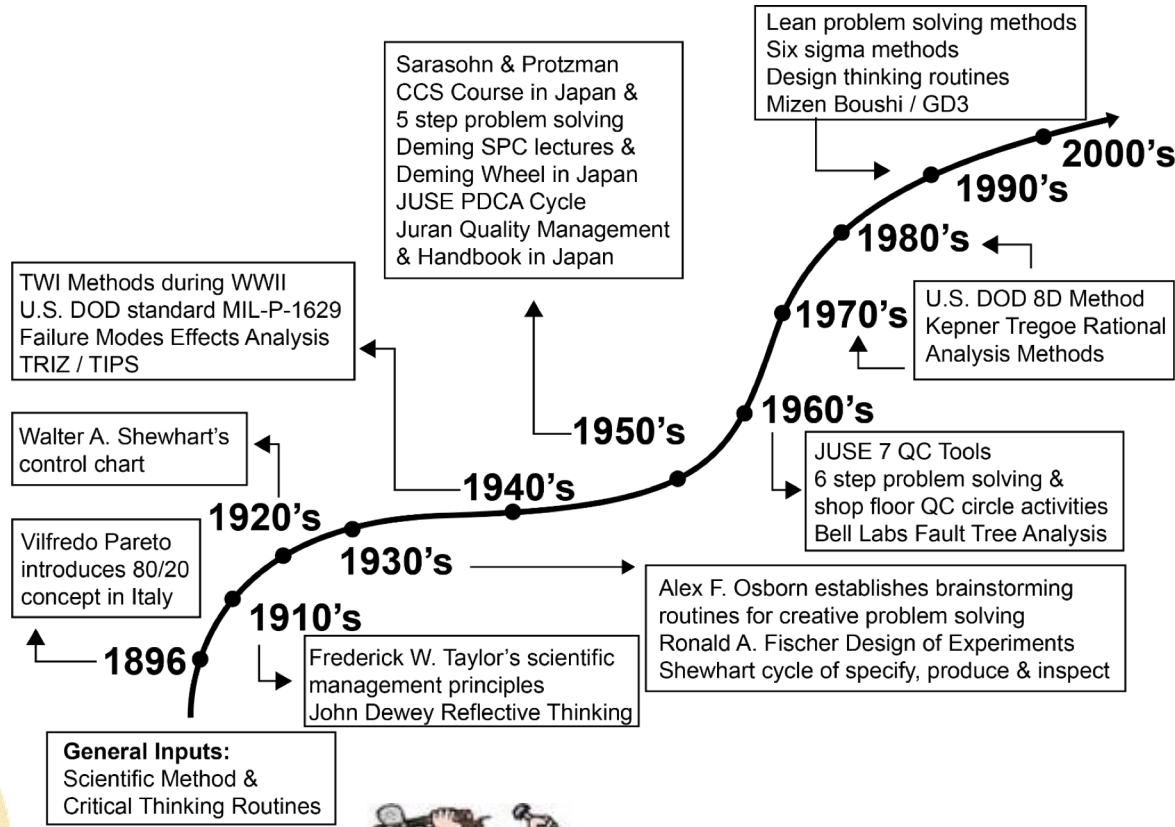 Lean problem solving methods
Six sigma methods
Design thinking routines
Mizen Boushi / GD3
Sarasohn & Protzman
CCS Course in Japan &
5 step problem solving
Deming SPC lectures &
Deming Wheel in Japan
JUSE PDCA Cycle
Juran Quality Management
& Handbook in Japan
2000's
1990's
1980's
TWI Methods during WWII
U.S. DOD standard MIL-P-1629
Failure Modes Effects Analysis
TRIZ / TIPS
U.S. DOD 8D Method
Kepner Tregoe Rational
Analysis Methods
1970's
1960's
Walter A. Shewhart's
control chart
1950's
JUSE 7 QC Tools
6 step problem solving &
shop floor QC circle activities
Bell Labs Fault Tree Analysis
1940's
1920's
Vilfredo Pareto
introduces 80/20
concept in Italy
1930's
Alex F. Osborn establishes brainstorming
routines for creative problem solving
Ronald A. Fischer Design of Experiments
Shewhart cycle of specify, produce & inspect
1910's
1896
Frederick W. Taylor's scientific
management principles
John Dewey Reflective Thinking
General Inputs:
Scientific Method &
Critical Thinking Routines